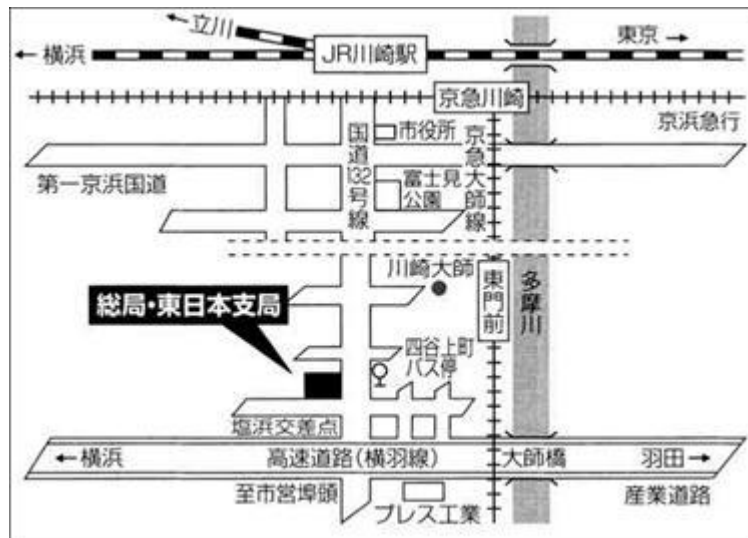 ←立川
←横浜
JR川崎駅
東京→
京急川崎
京浜急行
市役所
国道132号線
京急大師線
第一京浜国道
富士見
公園
川崎大師
東門前
多摩川
総局・東日本支局
四谷上町
バス停
塩浜交差点
←横浜
高速道路(横羽線)
大師橋
羽田→
至市営埠頭
プレス工業
産業道路